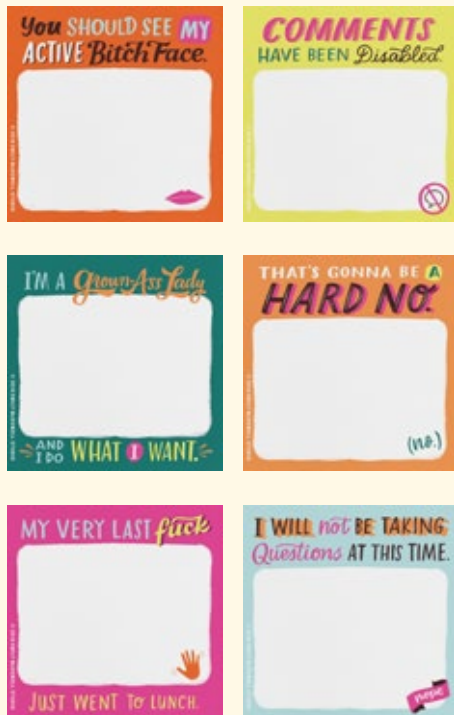 You SHOULD SEE MY
ACTIVE Bitch Face.
COMMENTS
HAVE BEEN Disabled.
I'M A Grown-Ass Lady
AND
I DO WHAT I WANT.
THAT'S GONNA BE A
HARD NO.
(no.)
MY VERY LAST fuck
JUST WENT TO LUNCH.
I WILL not BE TAKING
Questions AT THIS TIME.
nope